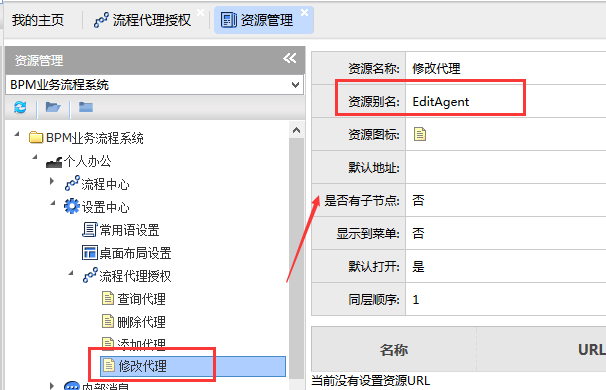 我的主页
流程代理授权
资源管理
资源管理
BPM业务流程系统
BPM业务流程系统
个人办公
流程中心
设置中心
常用语设置
桌面布局设置
流程代理授权
查询代理
删除代理
添加代理
修改代理
内部消息
资源名称: 修改代理
资源别名: EditAgent
资源图标:
默认地址:
是否有子节点: 否
显示到菜单: 否
默认打开: 是
同层顺序: 1
名称 URL
当前没有设置资源URL